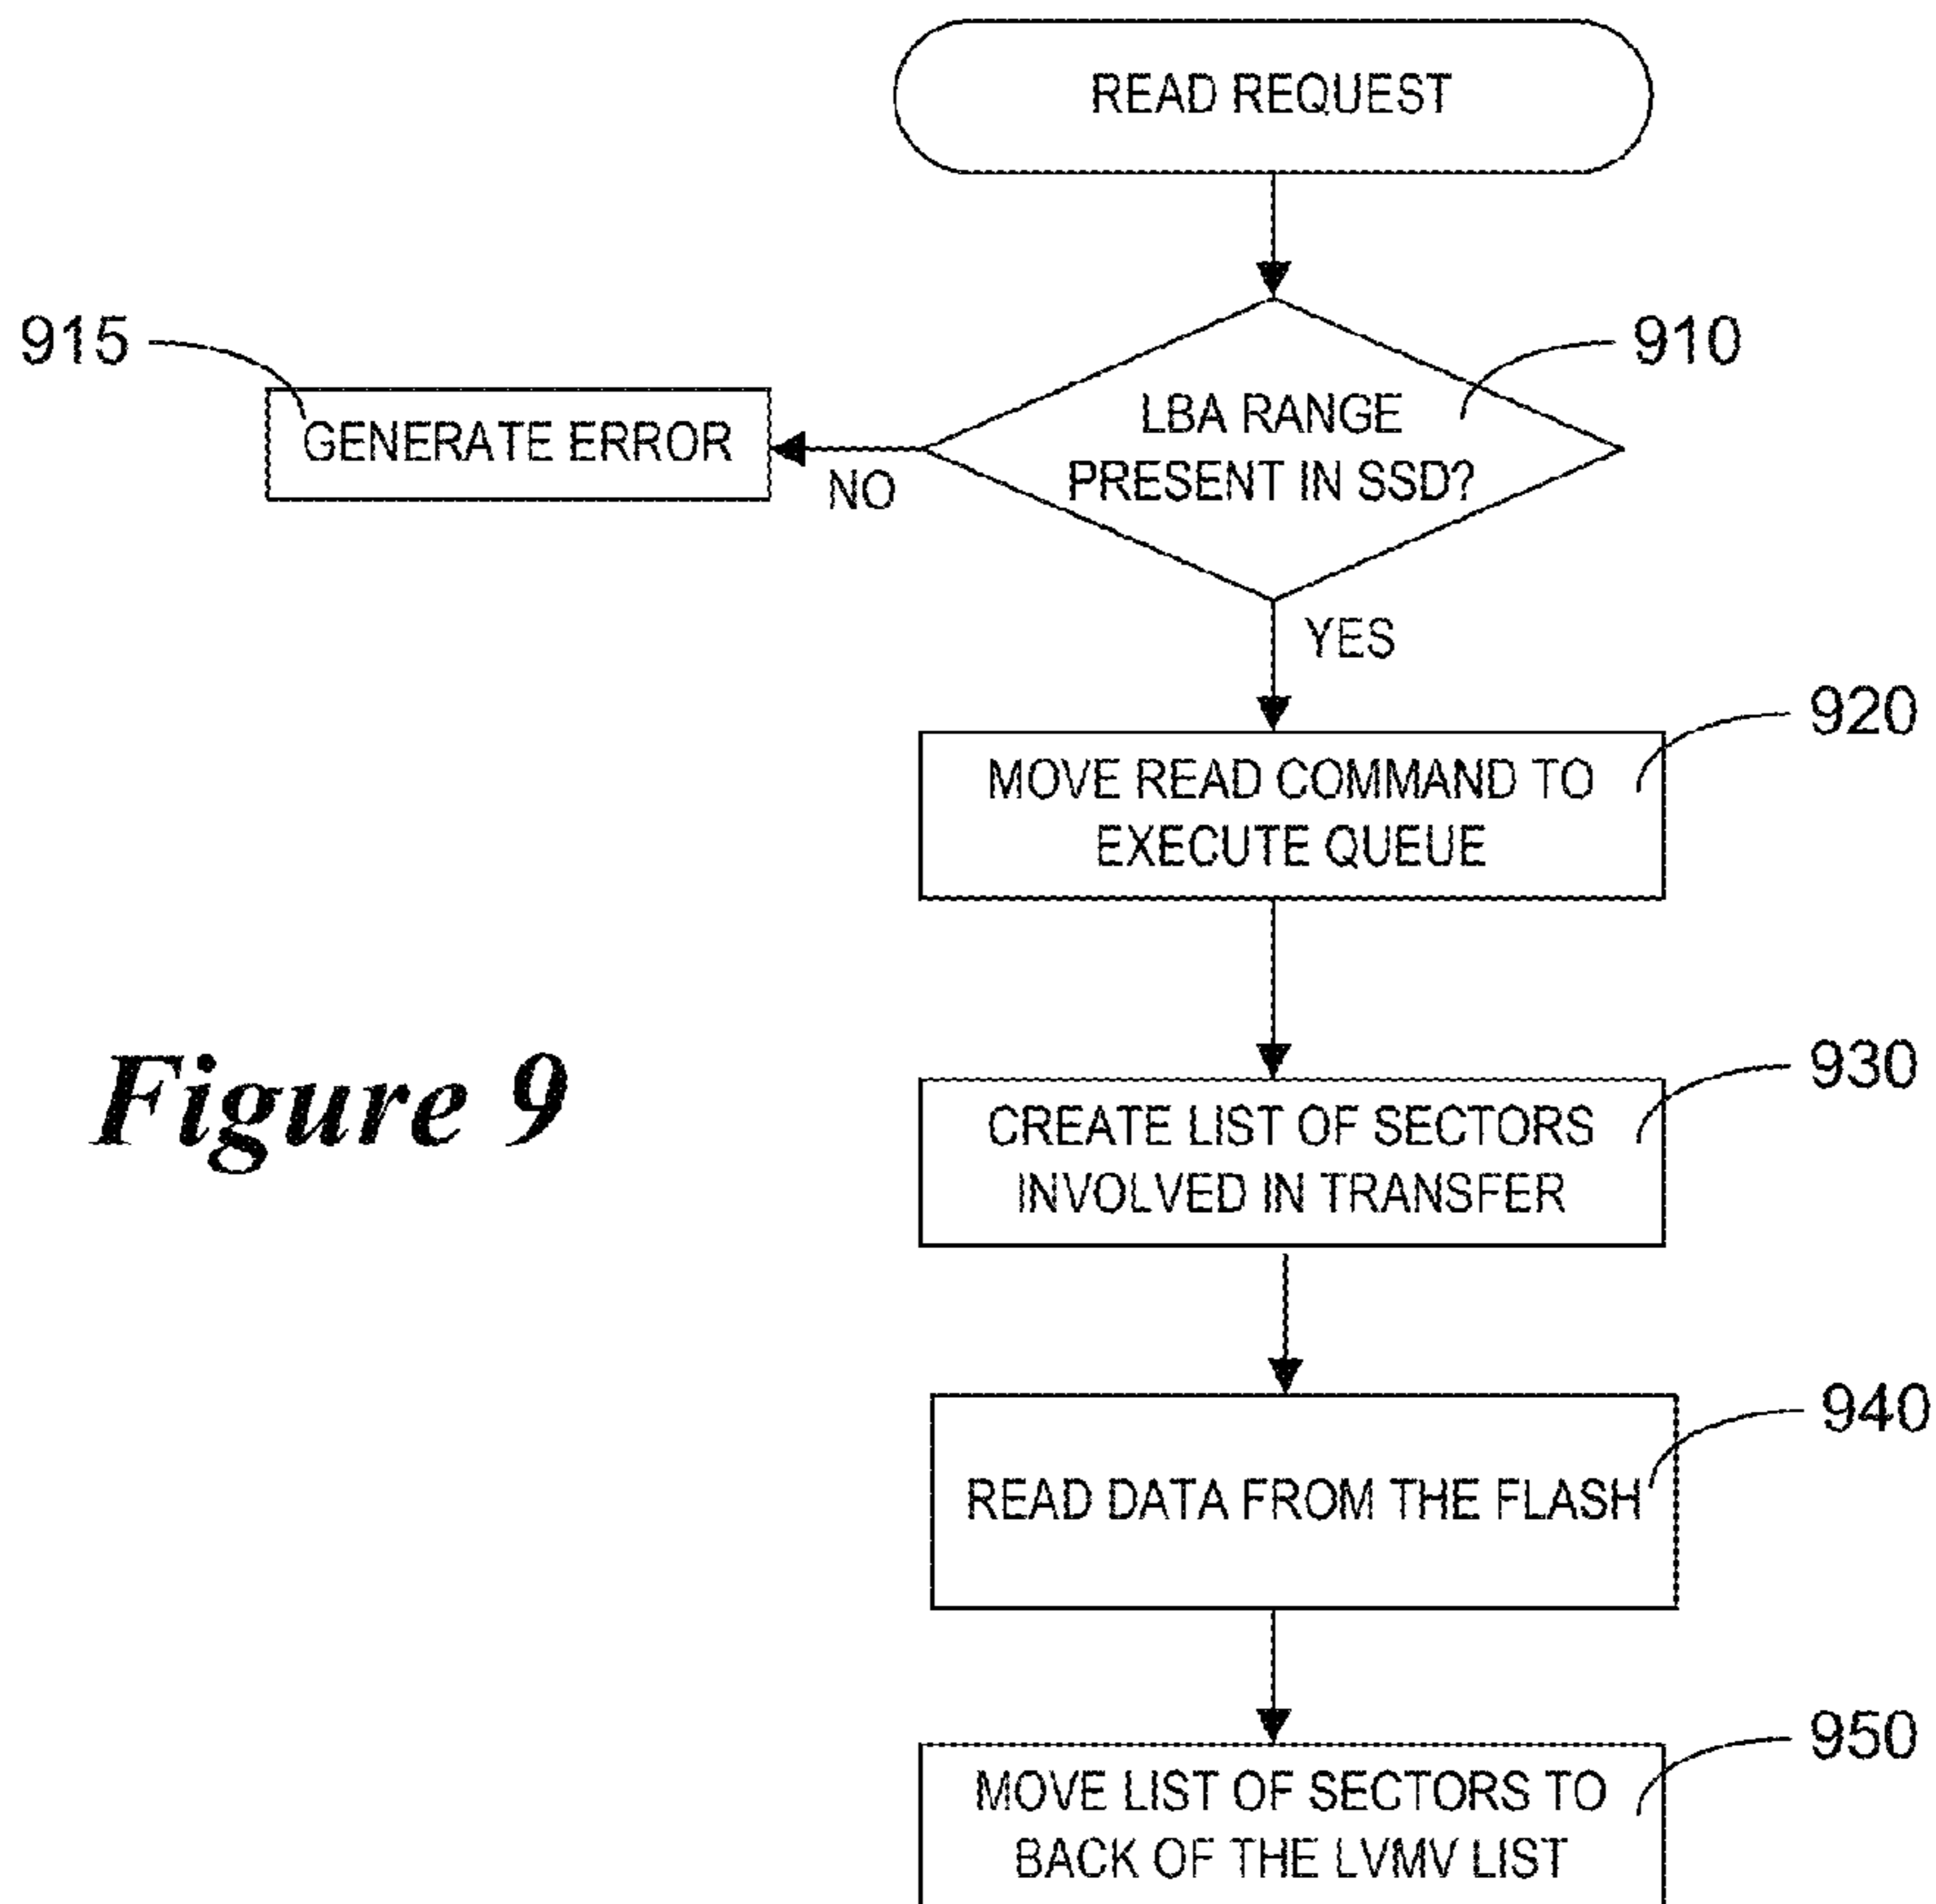 READ REQUEST
915
910
LBA RANGE
PRESENT IN SSD?
GENERATE ERROR
NO
YES
920
MOVE READ COMMAND TO
EXECUTE QUEUE
930
CREATE LIST OF SECTORS
INVOLVED IN TRANSFER
Figure 9
940
READ DATA FROM THE FLASH
950
MOVE LIST OF SECTORS TO
BACK OF THE LVMV LIST